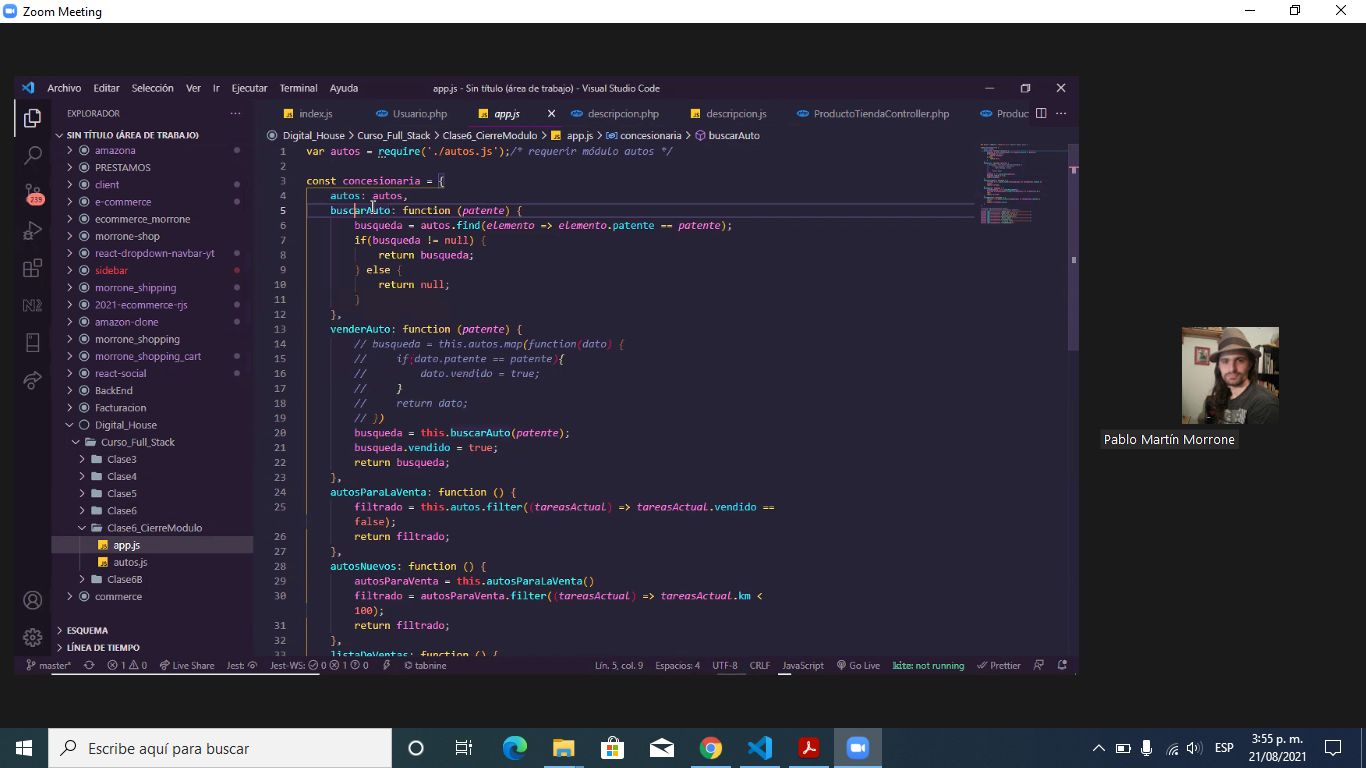 Zoom Meeting
Archivo Editar Selección Ver Ir Ejecutar Terminal Ayuda app.js - Sin título (área de trabajo) - Visual Studio Code
EXPLORADOR
SIN TÍTULO (ÁREA DE TRABAJO)
amazona
PRESTAMOS
client
e-commerce
ecommerce_morrone
morrone-shop
react-dropdown-navbar-yt
sidebar
morrone_shipping
2021-ecommerce-rjs
amazon-clone
morrone_shopping
morrone_shopping_cart
react-social
BackEnd
Facturacion
Digital_House
Curso_Full_Stack
Clase3
Clase4
Clase5
Clase6
Clase6_CierreModulo
app.js
autos.js
Clase6B
commerce
ESQUEMA
LÍNEA DE TIEMPO
239
index.js Usuario.php app.js descripcion.php descripcion.js ProductoTiendaController.php Produc
Digital_House > Curso_Full_Stack > Clase6_CierreModulo > app.js > concesionaria > buscarAuto
1 var autos = require('./autos.js');/* requerir módulo autos */
2
3 const concesionaria = {
4 autos: autos,
5 buscarAuto: function (patente) {
6 busqueda = autos.find(elemento => elemento.patente == patente);
7 if(busqueda != null) {
8 return busqueda;
9 } else {
10 return null;
11 }
12 },
13 venderAuto: function (patente) {
14 // busqueda = this.autos.map(function(dato) {
15 // if(dato.patente == patente){
16 // dato.vendido = true;
17 // }
18 // return dato;
19 // })
20 busqueda = this.buscarAuto(patente);
21 busqueda.vendido = true;
22 return busqueda;
23 },
24 autosParaLaVenta: function () {
25 filtrado = this.autos.filter((tareasActual) => tareasActual.vendido ==
false);
26 return filtrado;
27 },
28 autosNuevos: function () {
29 autosParaVenta = this.autosParaLaVenta()
30 filtrado = autosParaVenta.filter((tareasActual) => tareasActual.km <
100);
31 return filtrado;
32 },
33 listaDeVentas: function () {
master* 1 0 Live Share Jest: Jest-WS: 0 1 0 tabnine Lín. 5, col. 9 Espacios: 4 UTF-8 CRLF JavaScript Go Live kite: not running Prettier
Pablo Martín Morrone
Escribe aquí para buscar
ESP
3:55 p. m.
21/08/2021